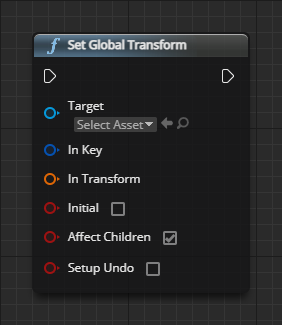 Set Global Transform
Target
Select Asset
In Key
In Transform
Initial
Affect Children
Setup Undo